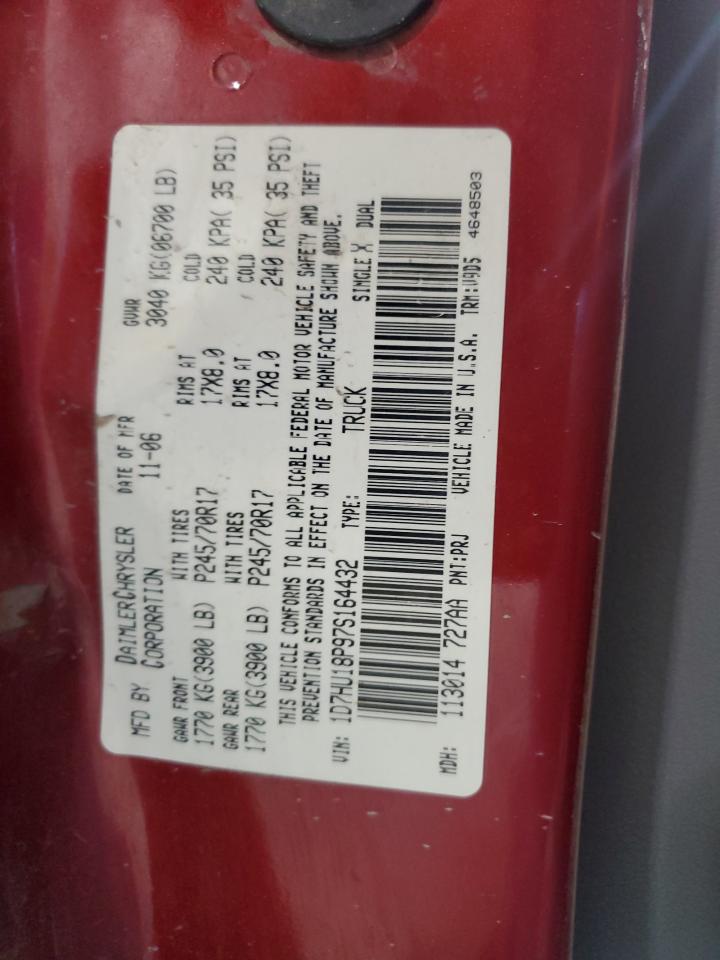 MFD BY DAIMLERCHRYSLER CORPORATION DATE OF MFR 11-06 GVWR 3040 KG(06700 LB)
GAWR FRONT WITH TIRES RIMS AT COLD
1770 KG(3900 LB) P245/70R17 17X8.0 240 KPA( 35 PSI)
GAWR REAR WITH TIRES RIMS AT COLD
1770 KG(3900 LB) P245/70R17 17X8.0 240 KPA( 35 PSI)
THIS VEHICLE CONFORMS TO ALL APPLICABLE FEDERAL MOTOR VEHICLE SAFETY AND THEFT
PREVENTION STANDARDS IN EFFECT ON THE DATE OF MANUFACTURE SHOWN ABOVE.
VIN: 1D7HU18P97S164432 TYPE: TRUCK SINGLE X DUAL
MDH: 113014 727AA PNT:PRJ VEHICLE MADE IN U.S.A. TRM:V9D5 4648503